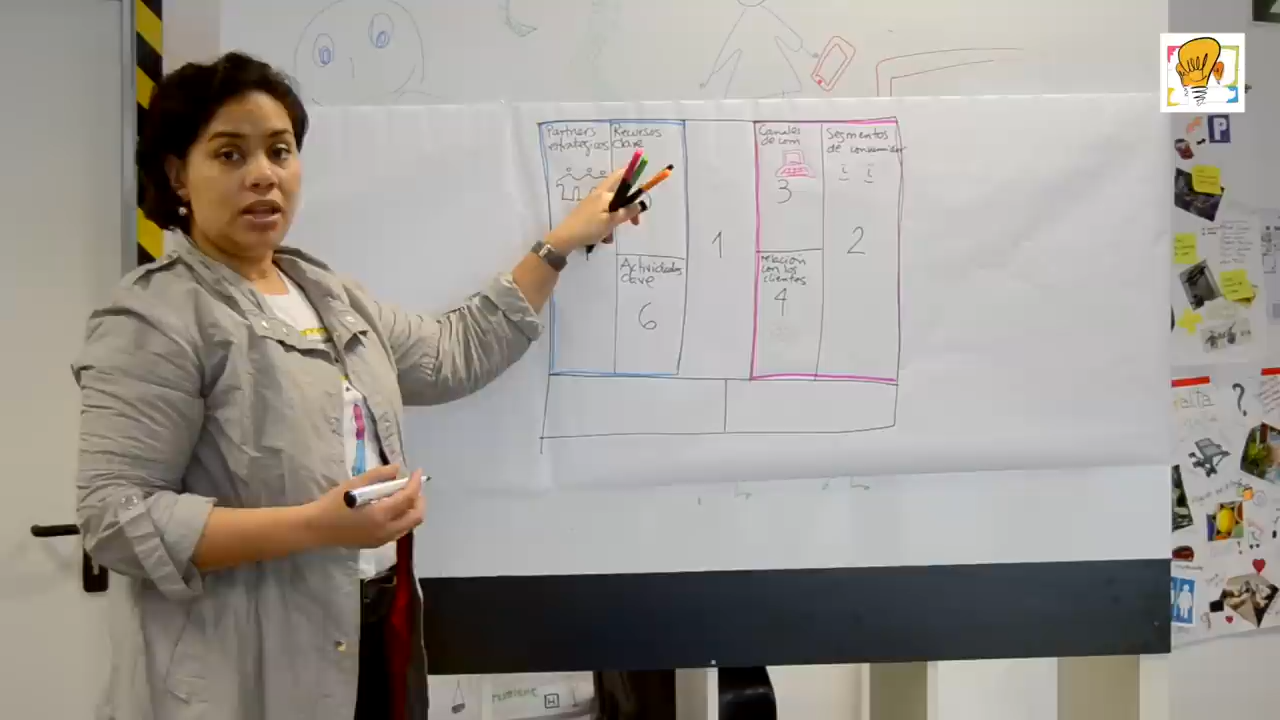 Partners
estratégicos
Recursos
clave
Actividades
clave
6
1
Canales
de com
3
relación
con los
clientes
4
Segmentos
de consumidor
2
P
alta
?